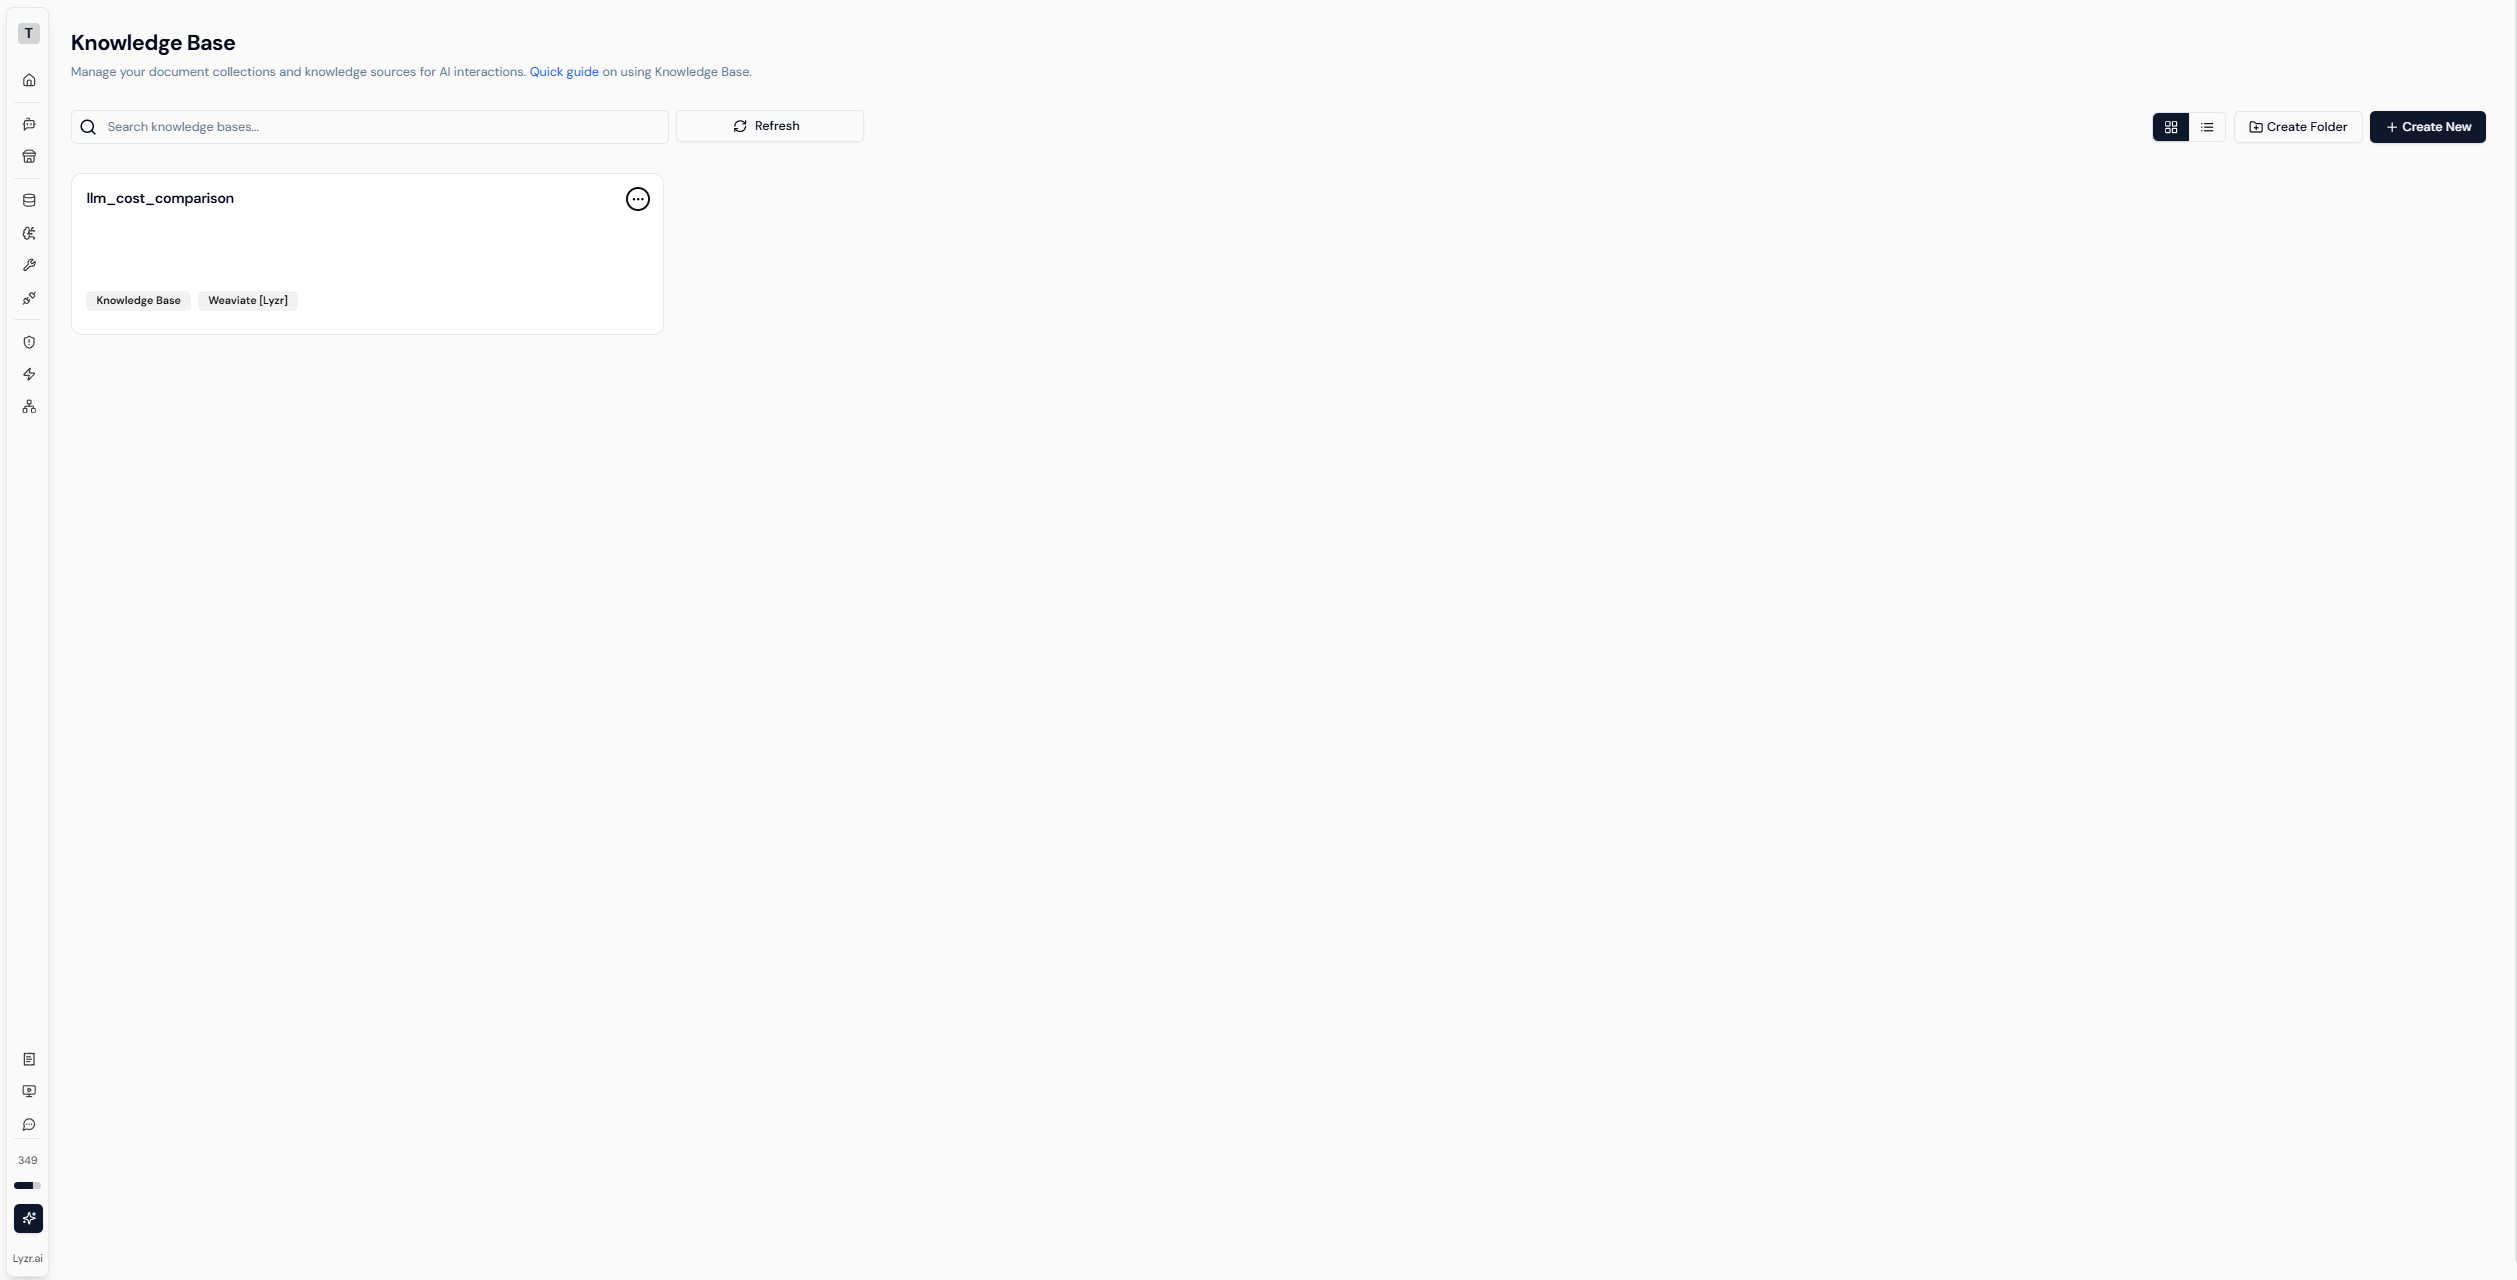 T
Knowledge Base
Manage your document collections and knowledge sources for AI interactions. Quick guide on using Knowledge Base.
Search knowledge bases...
Refresh
Create Folder
Create New
llm_cost_comparison
Knowledge Base
Weaviate [Lyzr]
349
Lyzr.ai